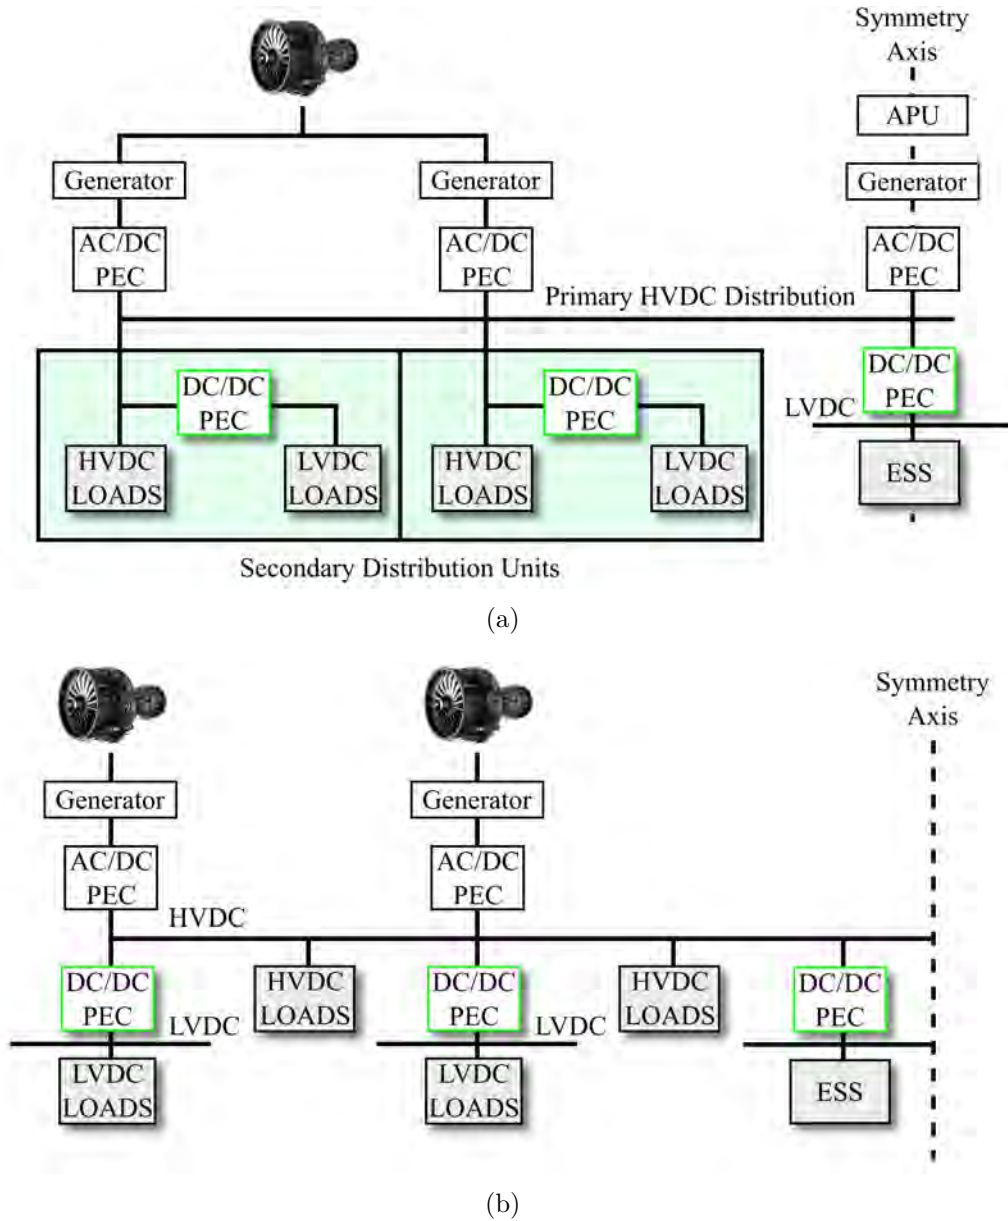 Symmetry
Axis
APU
Generator
Generator
Generator
AC/DC
PEC
AC/DC
PEC
AC/DC
PEC
Primary HVDC Distribution
DC/DC
PEC
DC/DC
PEC
DC/DC
PEC
LVDC
HVDC
LOADS
LVDC
LOADS
HVDC
LOADS
LVDC
LOADS
ESS
Secondary Distribution Units
(a)
Symmetry
Axis
Generator
Generator
AC/DC
PEC
AC/DC
PEC
HVDC
DC/DC
PEC
HVDC
LOADS
DC/DC
PEC
HVDC
LOADS
DC/DC
PEC
LVDC
LVDC
LVDC
LOADS
LVDC
LOADS
ESS
(b)